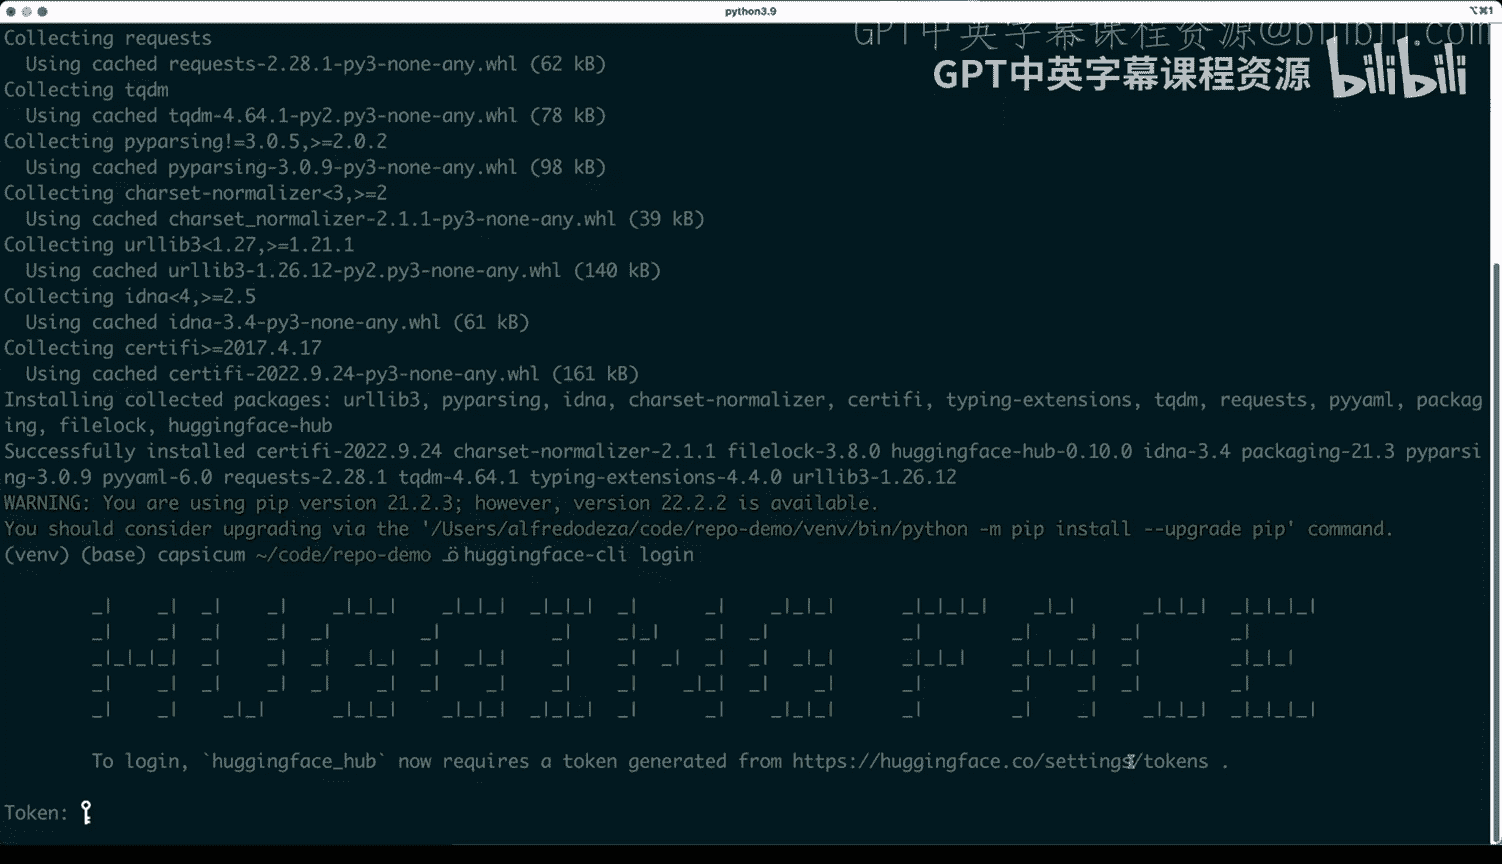 python3.9
⌥⌘1
GPT中英字幕课程资源@bilibili.com
GPT中英字幕课程资源 bilibili
Collecting requests
  Using cached requests-2.28.1-py3-none-any.whl (62 kB)
Collecting tqdm
  Using cached tqdm-4.64.1-py2.py3-none-any.whl (78 kB)
Collecting pyparsing!=3.0.5,>=2.0.2
  Using cached pyparsing-3.0.9-py3-none-any.whl (98 kB)
Collecting charset-normalizer<3,>=2
  Using cached charset_normalizer-2.1.1-py3-none-any.whl (39 kB)
Collecting urllib3<1.27,>=1.21.1
  Using cached urllib3-1.26.12-py2.py3-none-any.whl (140 kB)
Collecting idna<4,>=2.5
  Using cached idna-3.4-py3-none-any.whl (61 kB)
Collecting certifi>=2017.4.17
  Using cached certifi-2022.9.24-py3-none-any.whl (161 kB)
Installing collected packages: urllib3, pyparsing, idna, charset-normalizer, certifi, typing-extensions, tqdm, requests, pyyaml, packag
ing, filelock, huggingface-hub
Successfully installed certifi-2022.9.24 charset-normalizer-2.1.1 filelock-3.8.0 huggingface-hub-0.10.0 idna-3.4 packaging-21.3 pyparsi
ng-3.0.9 pyyaml-6.0 requests-2.28.1 tqdm-4.64.1 typing-extensions-4.4.0 urllib3-1.26.12
WARNING: You are using pip version 21.2.3; however, version 22.2.2 is available.
You should consider upgrading via the '/Users/alfredodeza/code/repo-demo/venv/bin/python -m pip install --upgrade pip' command.
(venv) (base) capsicum ~/code/repo-demo huggingface-cli login
HUGGING FACE
To login, `huggingface_hub` now requires a token generated from https://huggingface.co/settings/tokens .
Token: